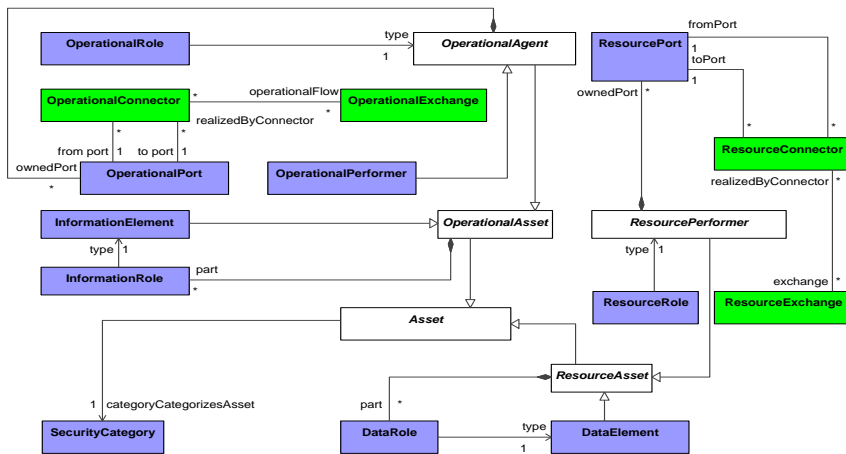 type
fromPort
OperationalRole
OperationalAgent
ResourcePort
1
1
toPort
1
operationalFlow
ownedPort
*
OperationalConnector
*
OperationalExchange
*
realizedByConnector
*
*
*
from port
1
to port
1
*
*
ResourceConnector
ownedPort
*
OperationalPort
OperationalPerformer
realizedByConnector
*
InformationElement
OperationalAsset
ResourcePerformer
type
1
type
1
InformationRole
part
*
exchange
*
ResourceRole
ResourceExchange
Asset
ResourceAsset
1
categoryCategorizesAsset
part
*
SecurityCategory
DataRole
type
1
DataElement